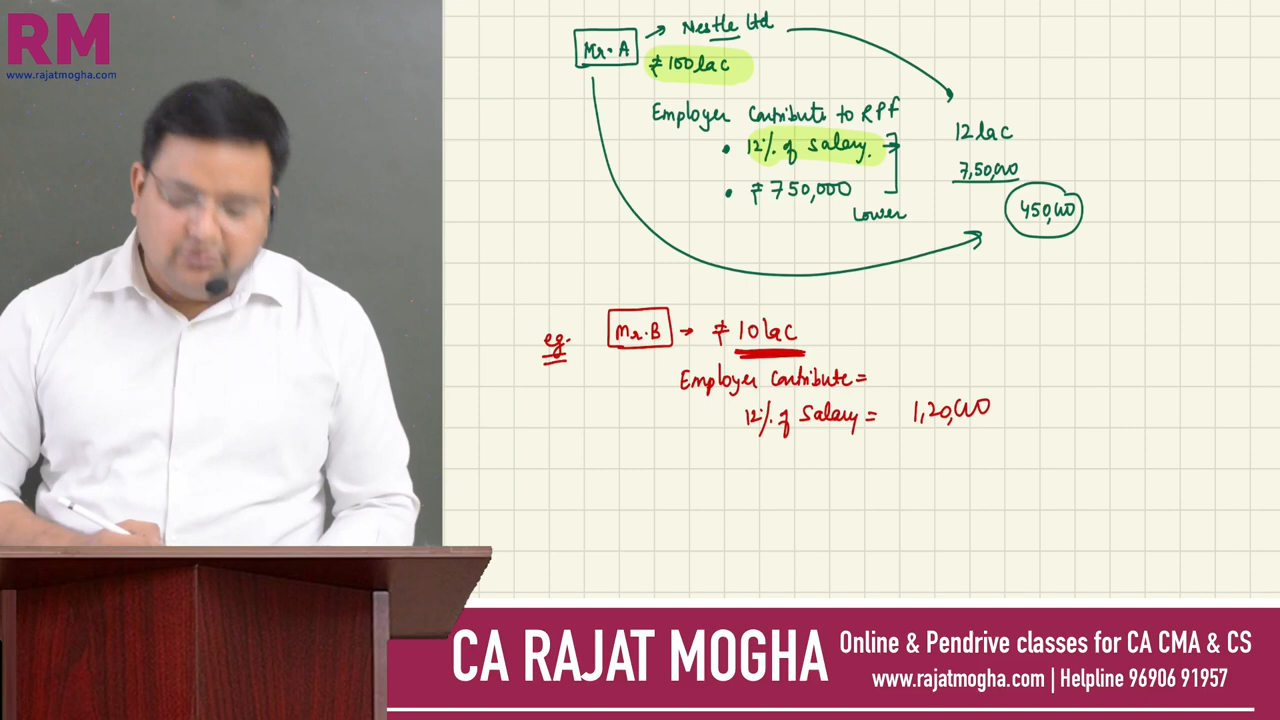 RM
www.rajatmogha.com
Mr. A → Nestle Ltd
₹ 100 lac
Employer Contribute to RPF
• 12% of Salary.
• ₹ 750,000
Lower
12 lac
7,50,000
450,000
eg. Mr. B → ₹ 10 lac
Employer Contribute =
12% of Salary = 1,20,000
CA RAJAT MOGHA
Online & Pendrive classes for CA CMA & CS
www.rajatmogha.com | Helpline 96906 91957